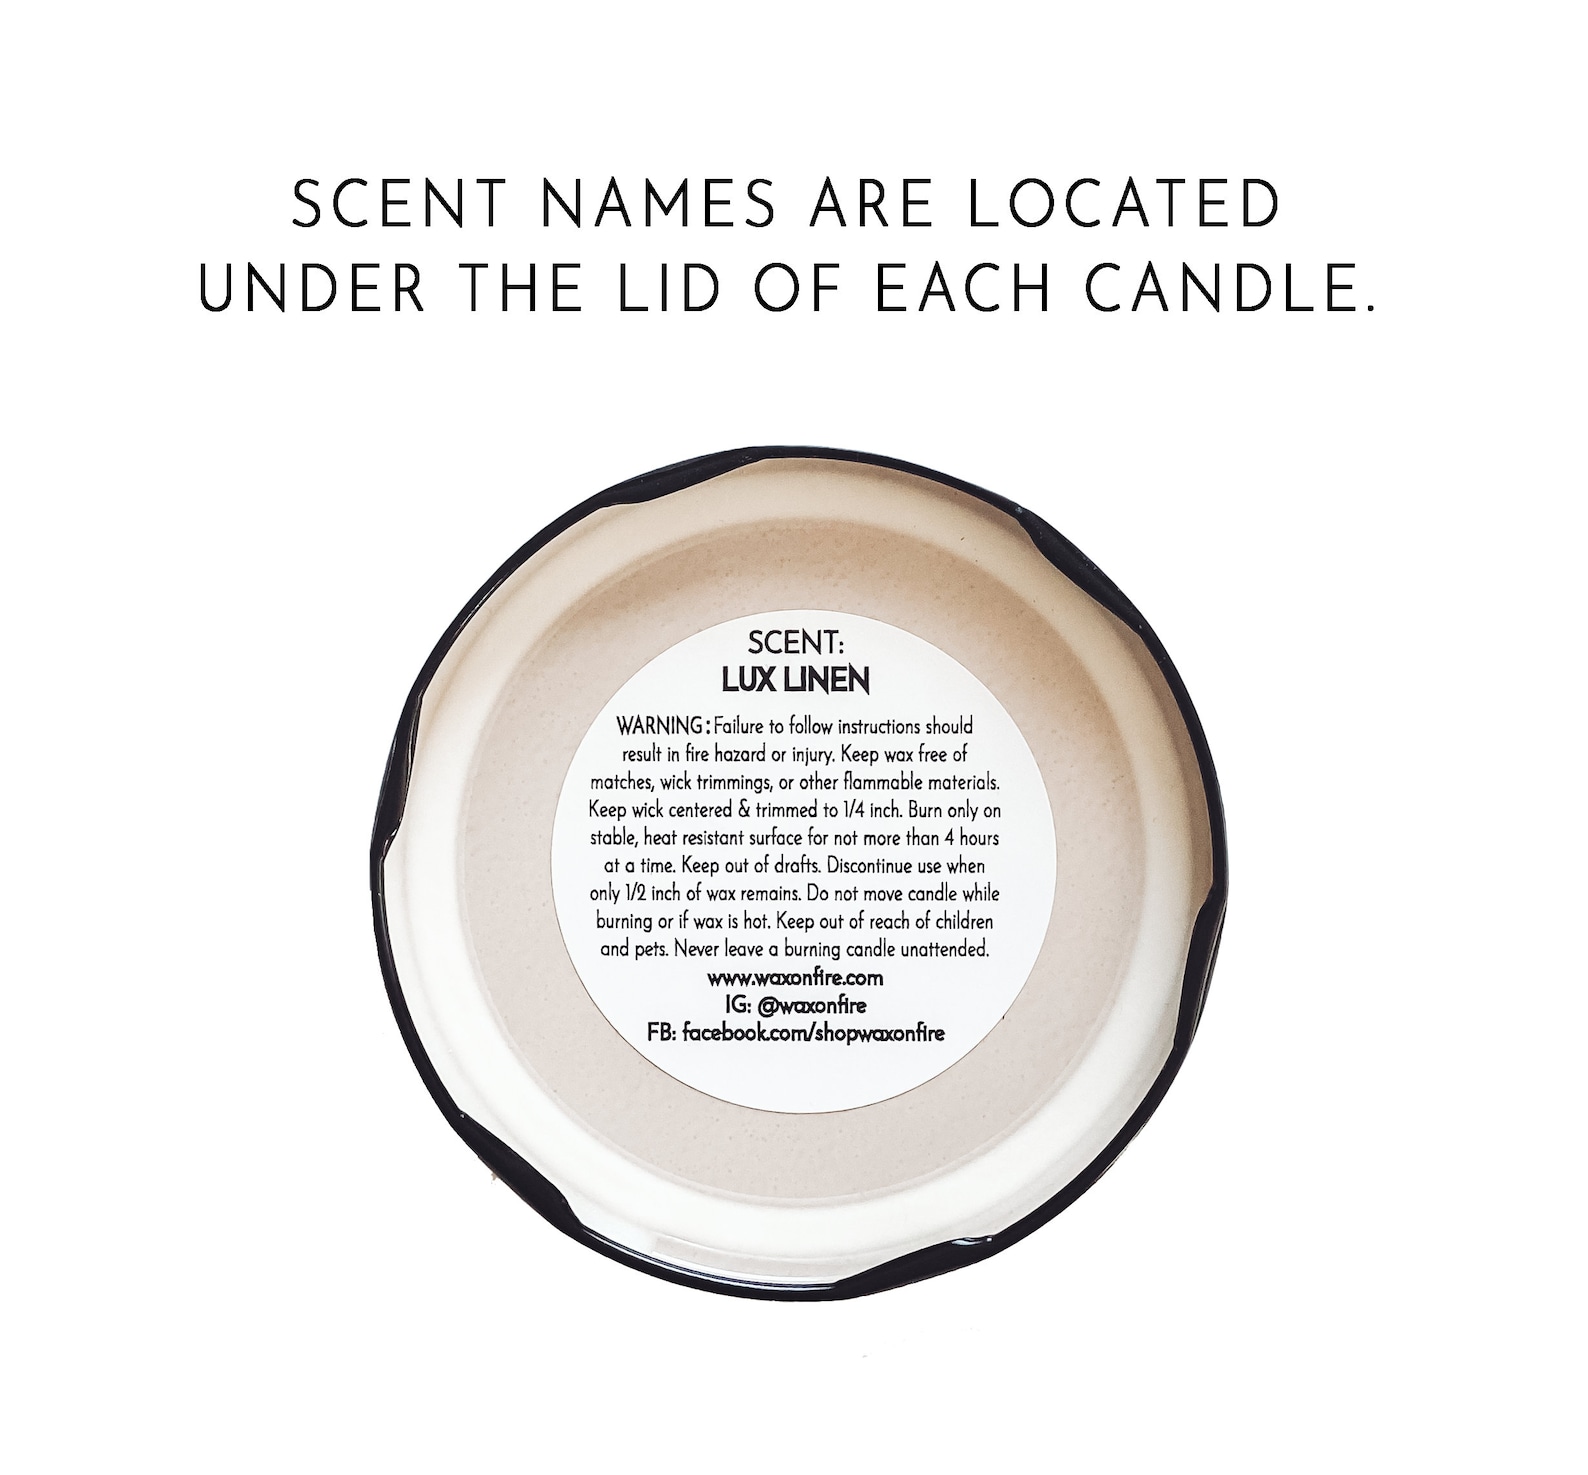 SCENT NAMES ARE LOCATED
UNDER THE LID OF EACH CANDLE.
SCENT:
LUX LINEN
WARNING: Failure to follow instructions should
result in fire hazard or injury. Keep wax free of
matches, wick trimmings, or other flammable materials.
Keep wick centered & trimmed to 1/4 inch. Burn only on
stable, heat resistant surface for not more than 4 hours
at a time. Keep out of drafts. Discontinue use when
only 1/2 inch of wax remains. Do not move candle while
burning or if wax is hot. Keep out of reach of children
and pets. Never leave a burning candle unattended.
www.waxonfire.com
IG: @waxonfire
FB: facebook.com/shopwaxonfire